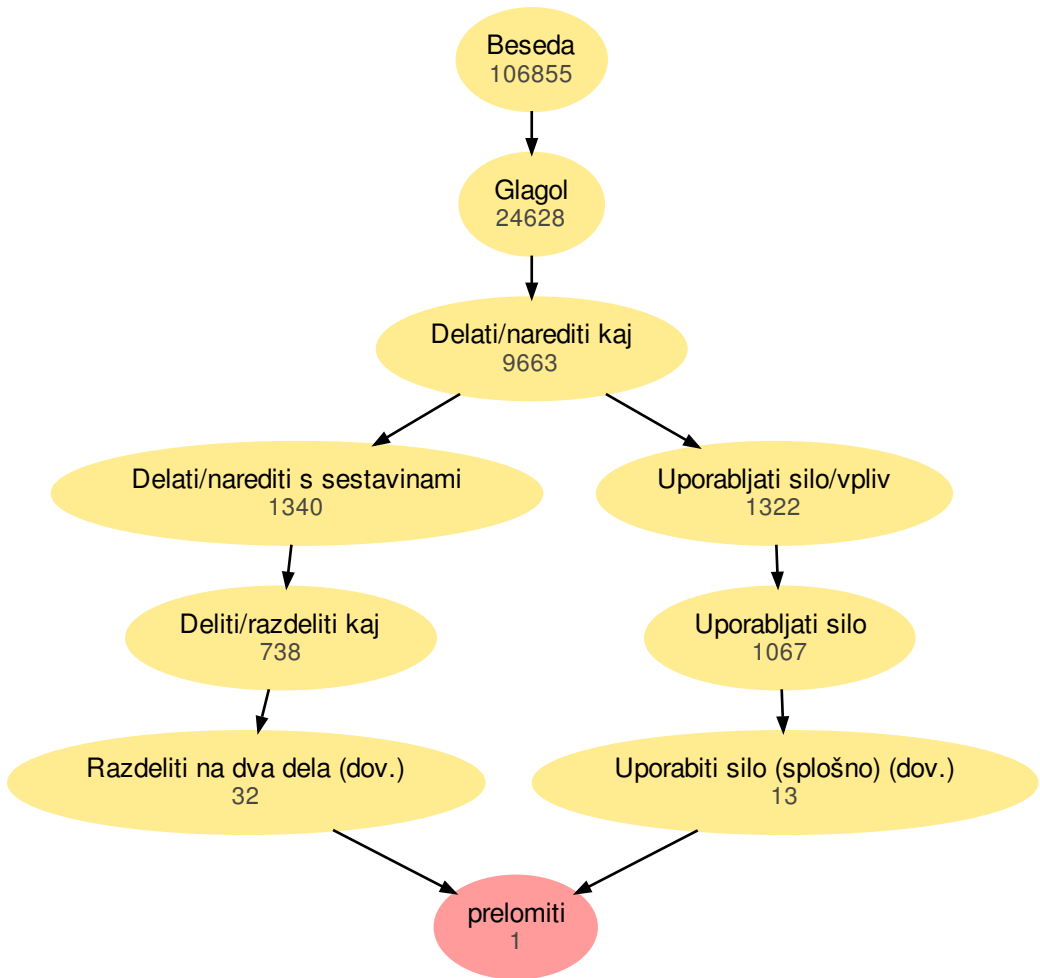 Beseda
106855
Glagol
24628
Delati/narediti kaj
9663
Delati/narediti s sestavinami
1340
Uporabljati silo/vpliv
1322
Deliti/razdeliti kaj
738
Uporabljati silo
1067
Razdeliti na dva dela (dov.)
32
Uporabiti silo (splošno) (dov.)
13
prelomiti
1